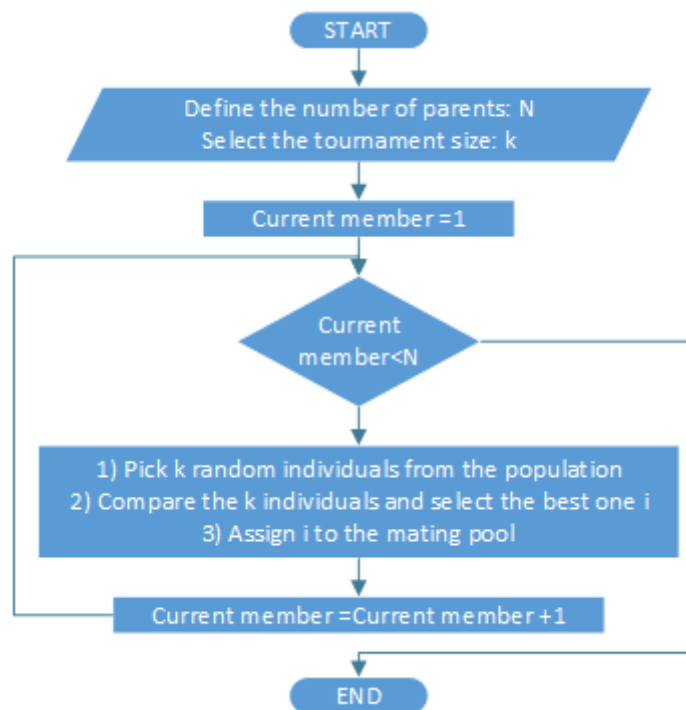 START
Define the number of parents: N
Select the tournament size: k
Current member =1
Current
member<N
1) Pick k random individuals from the population
2) Compare the k individuals and select the best one i
3) Assign i to the mating pool
Current member =Current member +1
END